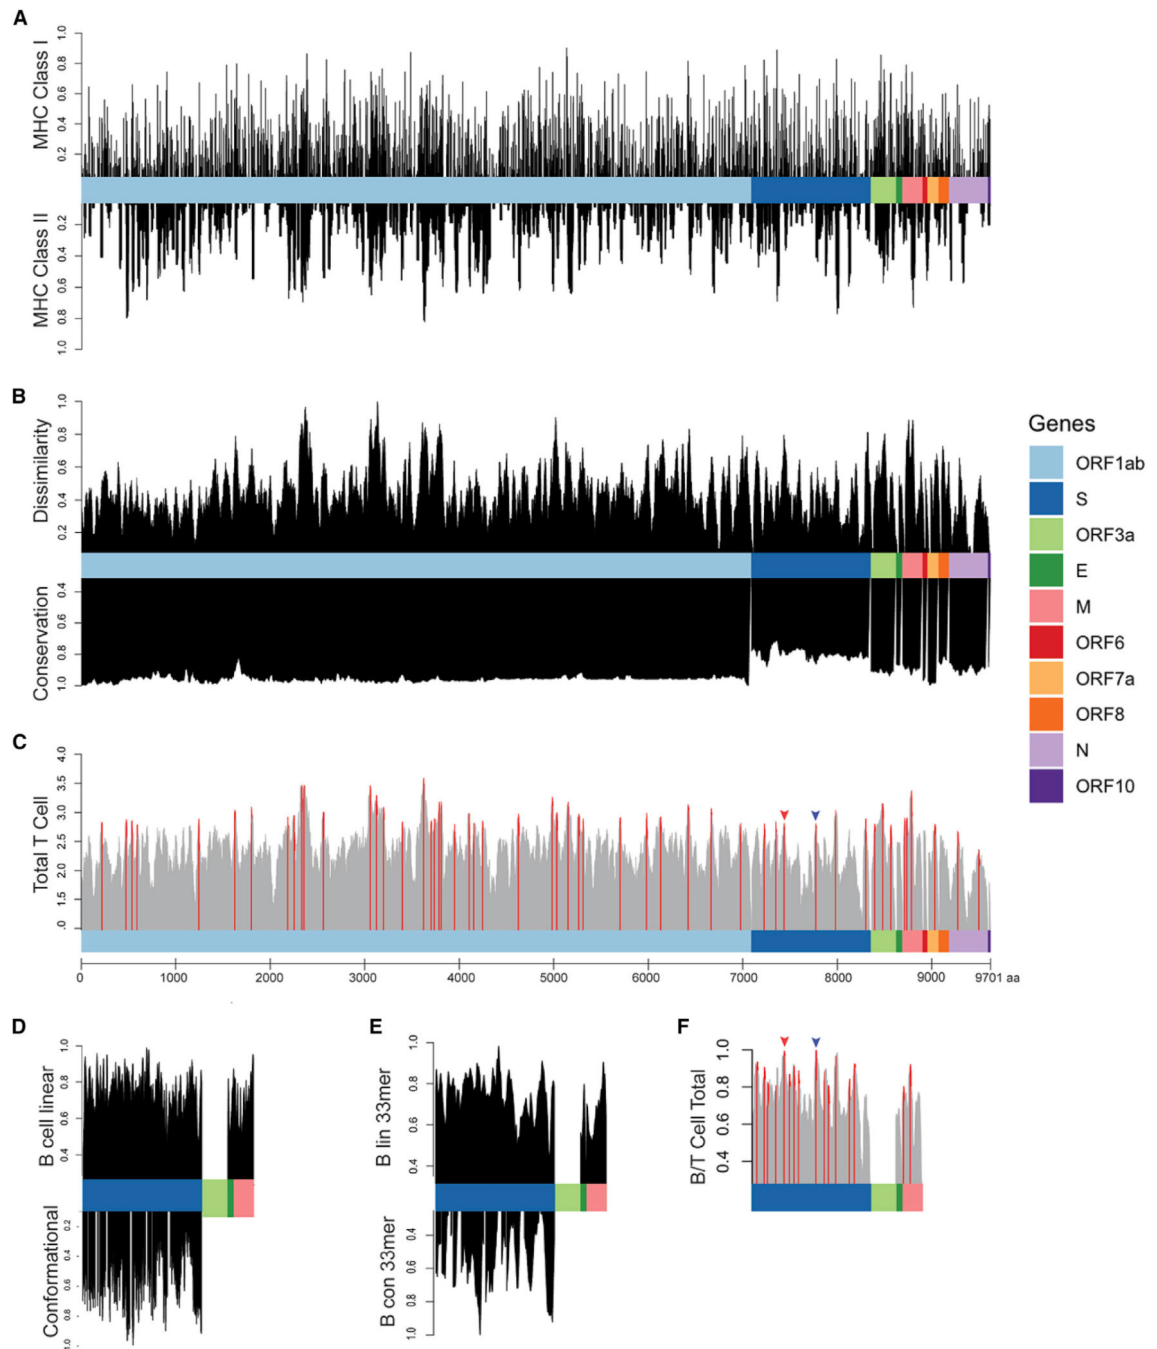 A
MHC Class I
1.0
0.8
0.6
0.4
0.2
MHC Class II
0.2
0.4
0.6
0.8
1.0
B
Dissimilarity
1.0
0.8
0.6
0.4
0.2
Conservation
0.4
0.6
0.8
1.0
Genes
ORF1ab
S
ORF3a
E
M
ORF6
ORF7a
ORF8
N
ORF10
C
Total T Cell
4.0
3.5
3.0
2.5
2.0
1.5
.0
0 1000 2000 3000 4000 5000 6000 7000 8000 9000 9701 aa
D
B cell linear
1.0
0.8
0.6
0.4
Conformational
0.2
0.4
0.6
0.8
1.0
E
B lin 33mer
1.0
0.8
0.6
0.4
B con 33mer
0.4
0.6
0.8
1.0
F
B/T Cell Total
1.0
0.8
0.6
0.4